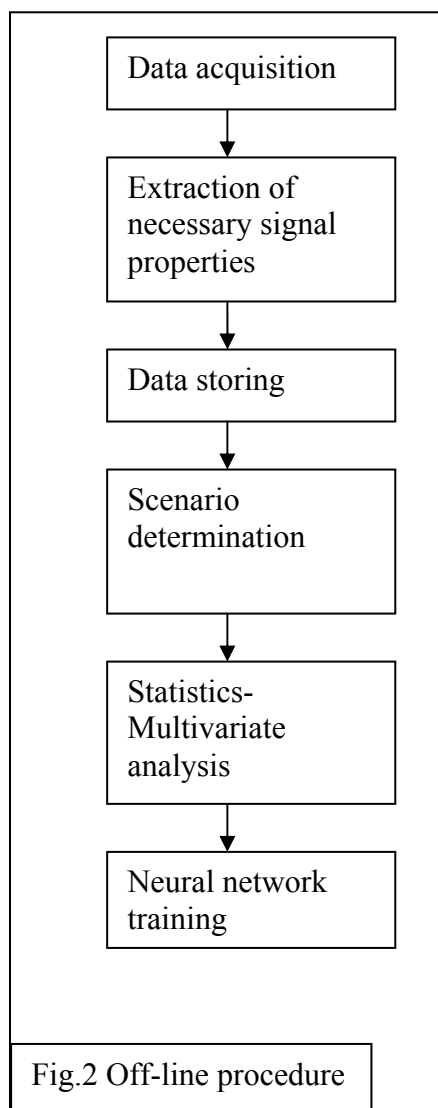 Data acquisition
Extraction of
necessary signal
properties
Data storing
Scenario
determination
Statistics-
Multivariate
analysis
Neural network
training
Fig.2 Off-line procedure